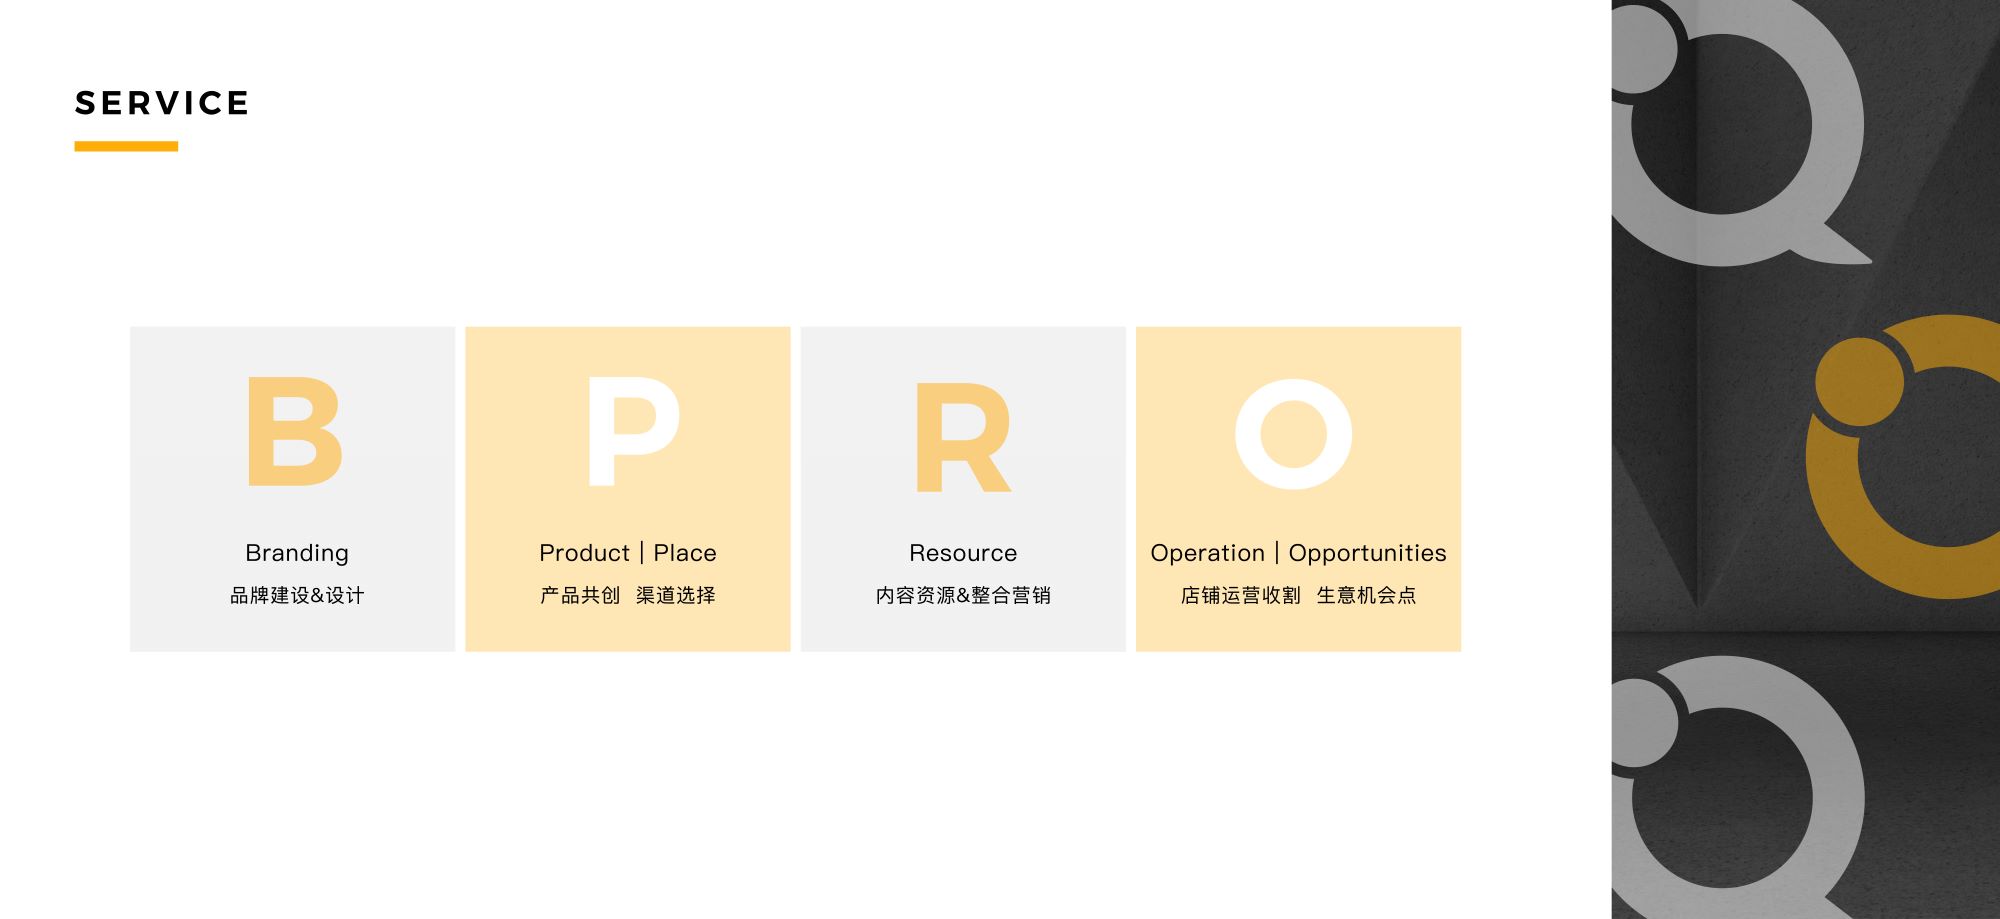 SERVICE
B
Branding
品牌建设&设计
P
Product | Place
产品共创 渠道选择
R
Resource
内容资源&整合营销
O
Operation | Opportunities
店铺运营收割 生意机会点